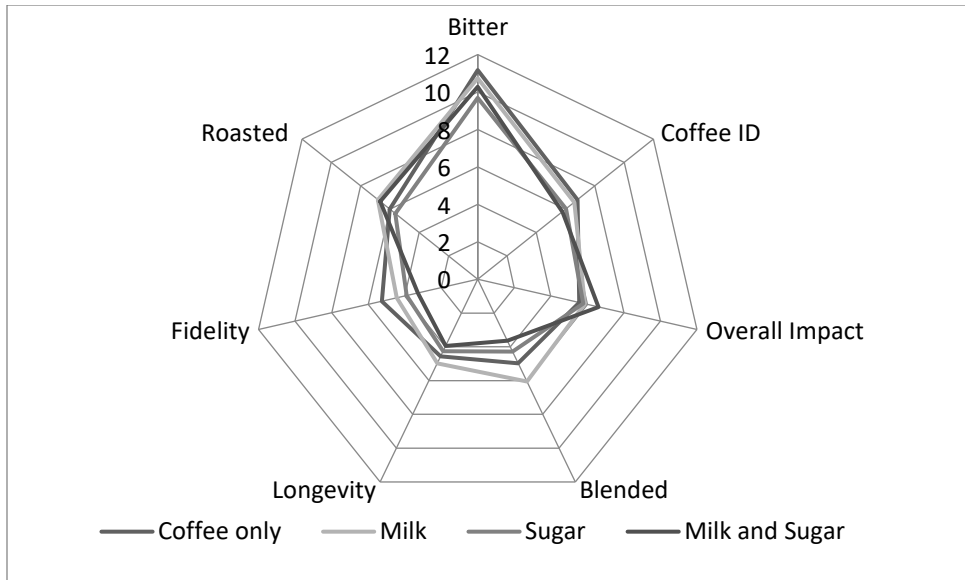 Bitter
12
10
8
6
4
2
0
Roasted
Coffee ID
Fidelity
Overall Impact
Longevity
Blended
Coffee only
Milk
Sugar
Milk and Sugar